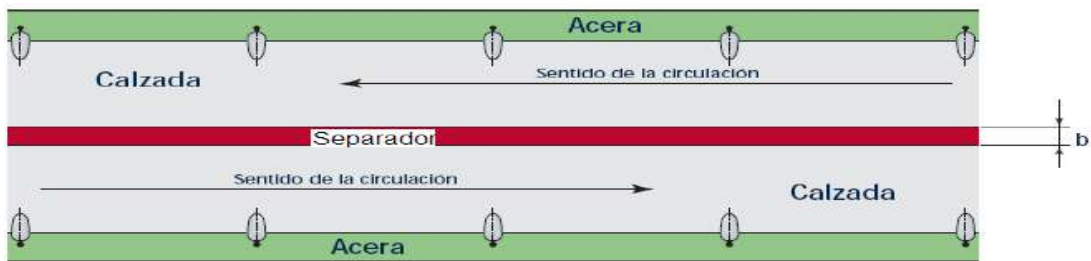 Acera
Sentido de la circulación
Calzada
Separador
b
Sentido de la circulación
Calzada
Acera